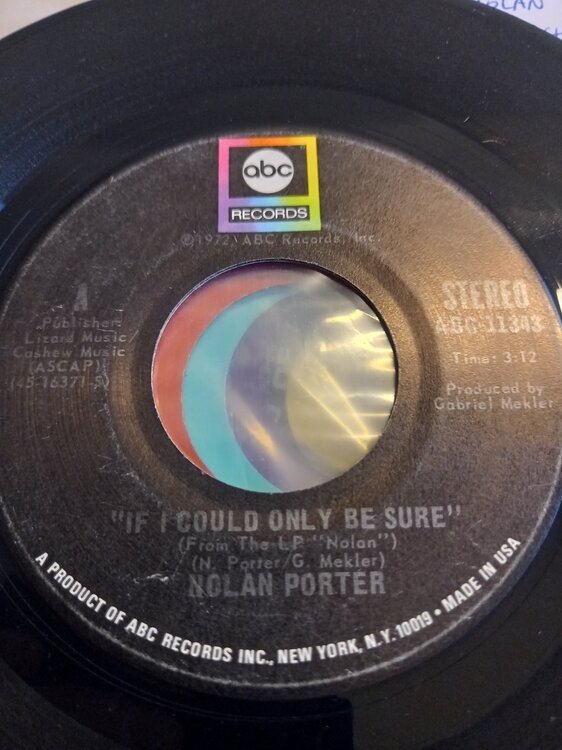 abc
RECORDS
©1972 ABC Records, Inc.
A
Publisher
Lizard Music/
Cashew Music
(ASCAP)
(45-16371-S)
STEREO
ABC-11343
Time: 3:12
Produced by
Gabriel Mekler
"IF I COULD ONLY BE SURE"
(From The LP "Nolan")
(N. Porter/G. Mekler)
NOLAN PORTER
A PRODUCT OF ABC RECORDS INC., NEW YORK, N.Y. 10019 • MADE IN USA